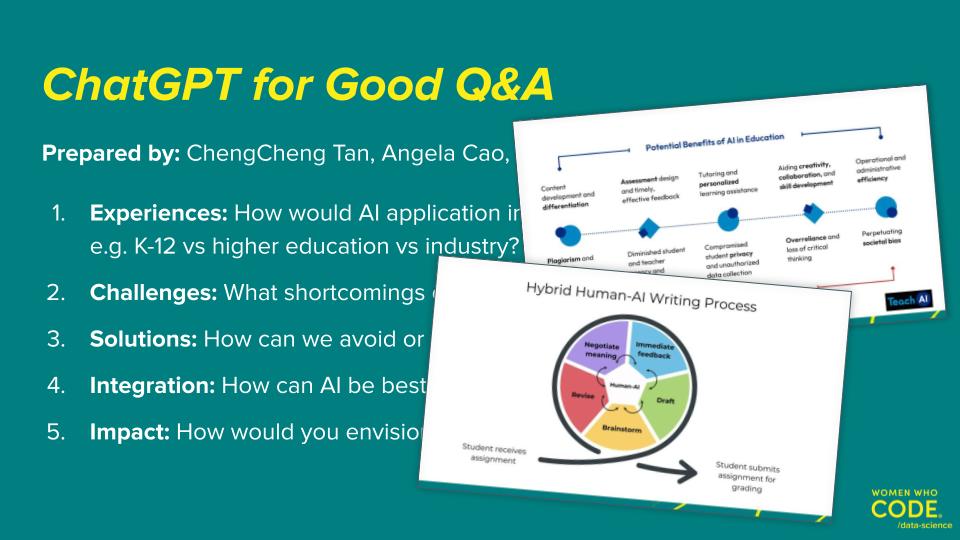 ChatGPT for Good Q&A
Prepared by: ChengCheng Tan, Angela Cao,
1. Experiences: How would AI application in
e.g. K-12 vs higher education vs industry?
2. Challenges: What shortcomings
3. Solutions: How can we avoid or
4. Integration: How can AI be best
5. Impact: How would you envision
Potential Benefits of AI in Education
Content
development and
differentiation
Assessment design
and timely,
effective feedback
Tutoring and
personalized
learning assistance
Aiding creativity,
collaboration, and
skill development
Operational and
administrative
efficiency
Plagiarism and
Diminished student
and teacher
and
Compromised
student privacy
and unauthorized
data collection
Overreliance and
loss of critical
thinking
Perpetuating
societal bias
Teach AI
Hybrid Human-AI Writing Process
Negotiate
meaning
Immediate
feedback
Human-AI
Revise
Draft
Brainstorm
Student receives
assignment
Student submits
assignment for
grading
WOMEN WHO
CODE.
/data-science